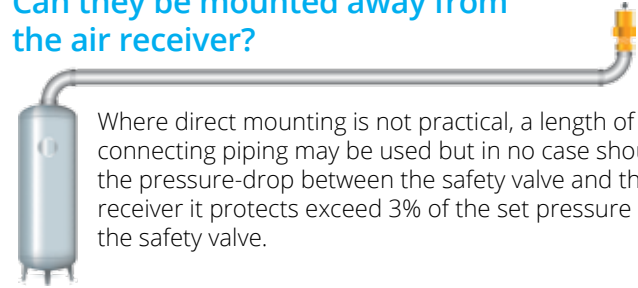 Can they be mounted away from
the air receiver?
Where direct mounting is not practical, a length of
connecting piping may be used but in no case shou
the pressure-drop between the safety valve and th
receiver it protects exceed 3% of the set pressure
the safety valve.